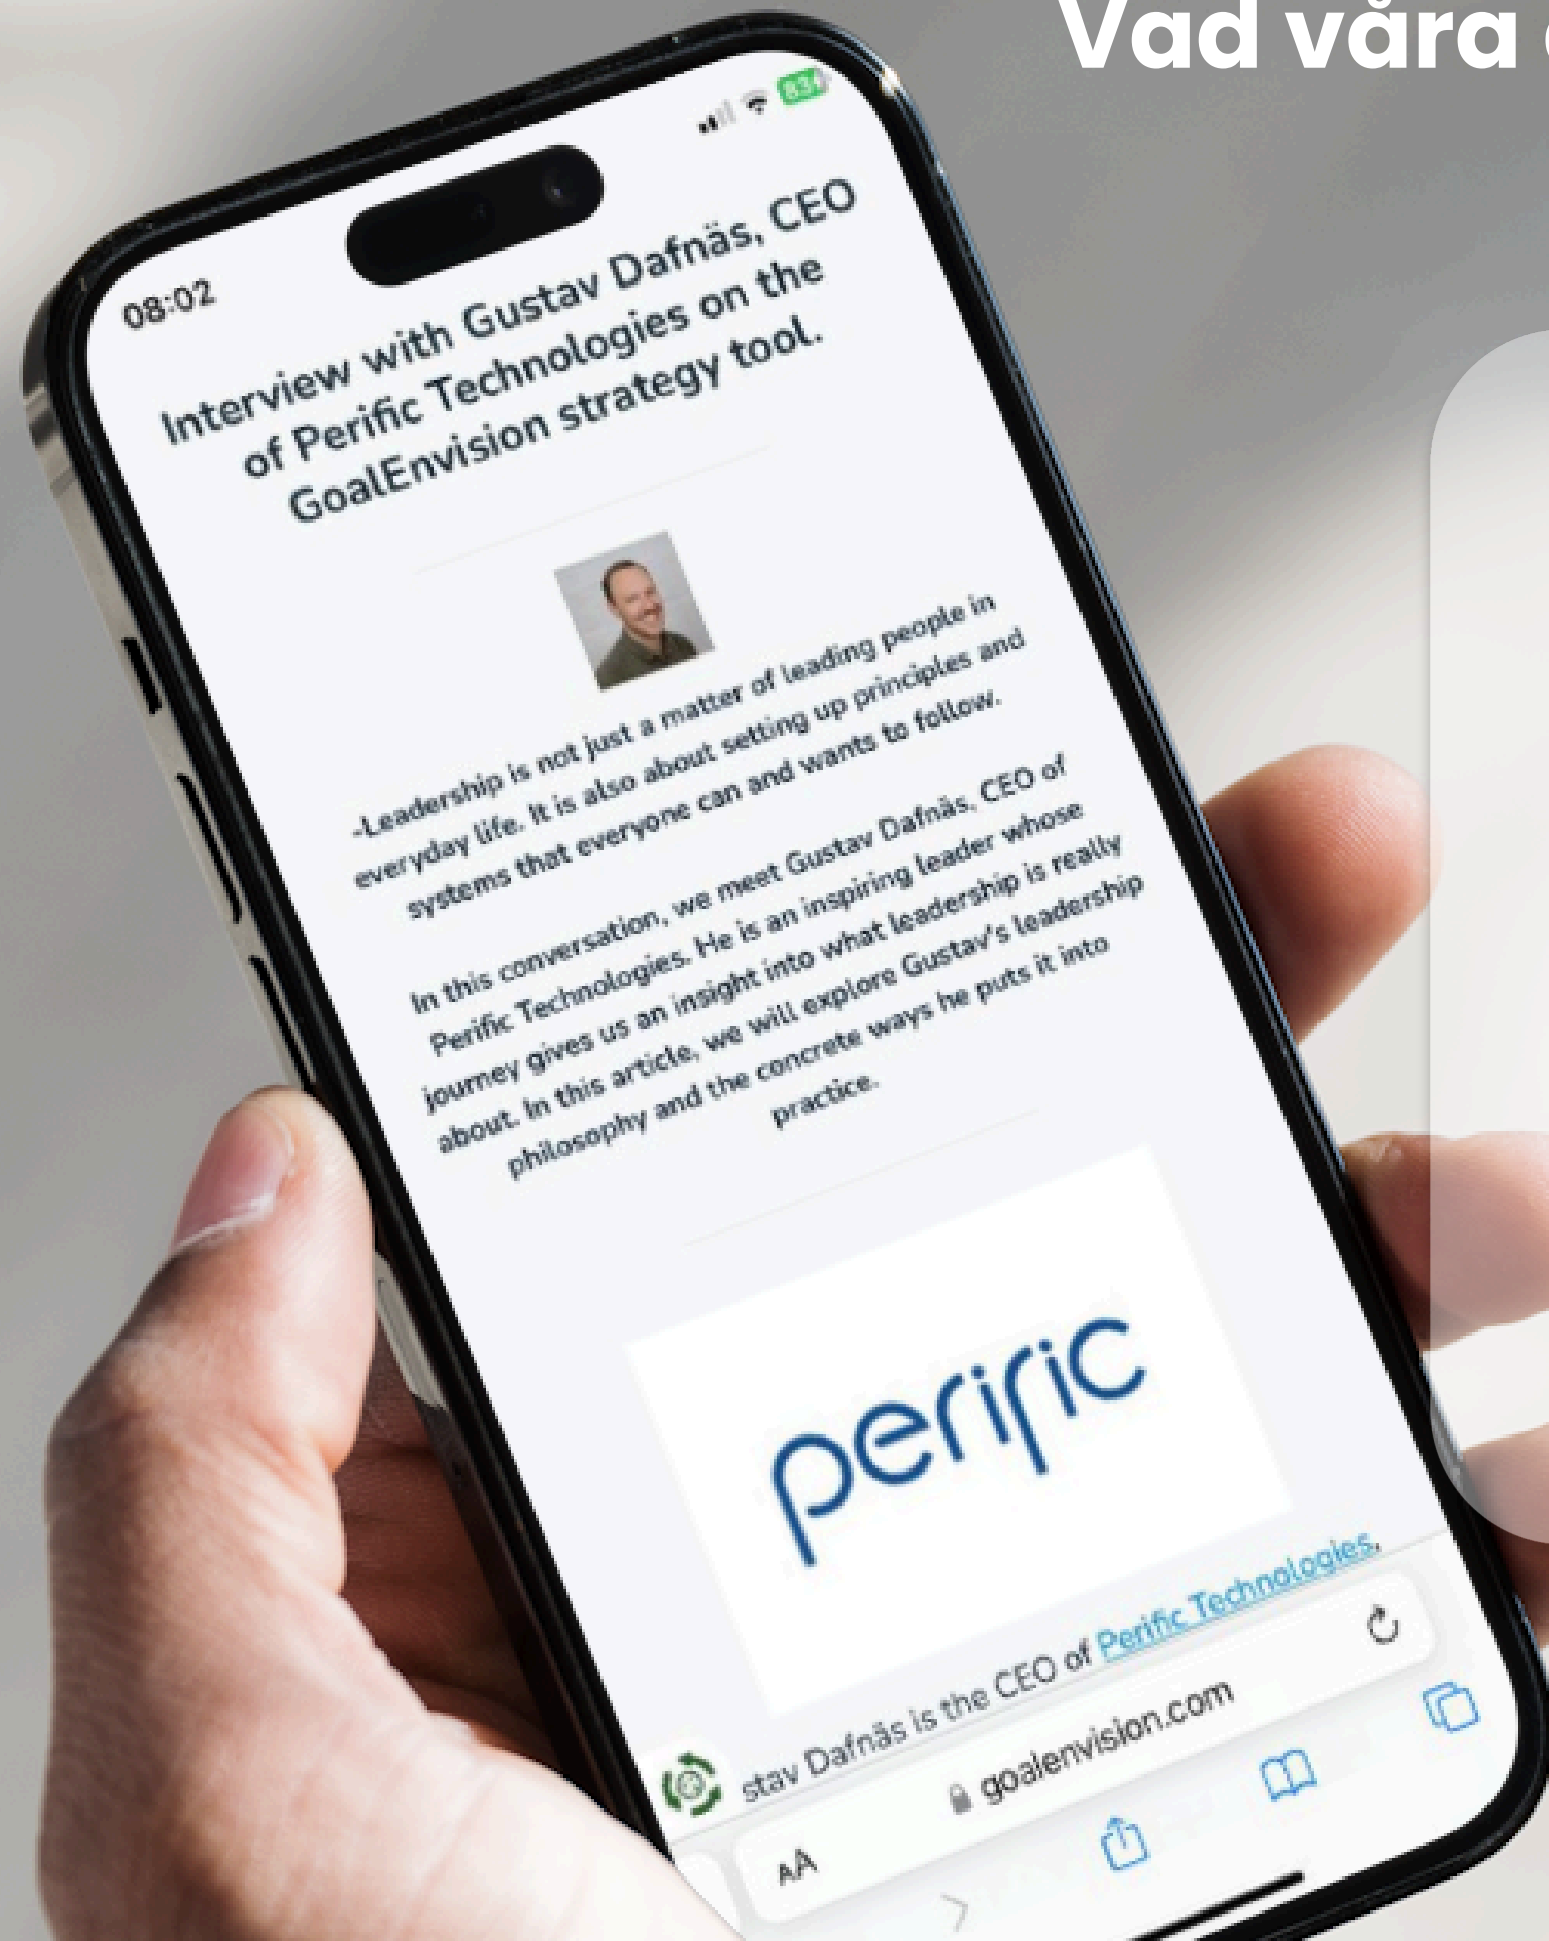 Vad våra
83
08:02
Interview with Gustav Dafnäs, CEO
of Perific Technologies on the
GoalEnvision strategy tool.
-Leadership is not just a matter of leading people in
everyday life. It is also about setting up principles and
systems that everyone can and wants to follow.
In this conversation, we meet Gustav Dafnäs, CEO of
Perific Technologies. He is an inspiring leader whose
journey gives us an insight into what leadership is really
about. In this article, we will explore Gustav's leadership
philosophy and the concrete ways he puts it into
practice.
perific
stav Dafnäs is the CEO of Perific Technologies.
AA goalenvision.com